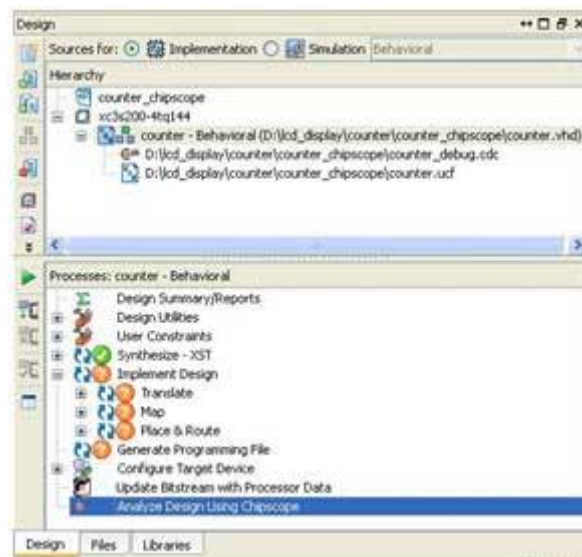 Design
Sources for: Implementation Simulation Behavioral
Hierarchy
counter_chipscope
xc3s200-4tq144
counter - Behavioral (D:\lcd_display\counter\counter_chipscope\counter.vhd)
D:\lcd_display\counter\counter_chipscope\counter_debug.cdc
D:\lcd_display\counter\counter_chipscope\counter.ucf
Processes: counter - Behavioral
Design Summary/Reports
Design Utilities
User Constraints
Synthesize - XST
Implement Design
Translate
Map
Place & Route
Generate Programming File
Configure Target Device
Update Bitstream with Processor Data
Analyze Design Using Chipscope
Design Files Libraries